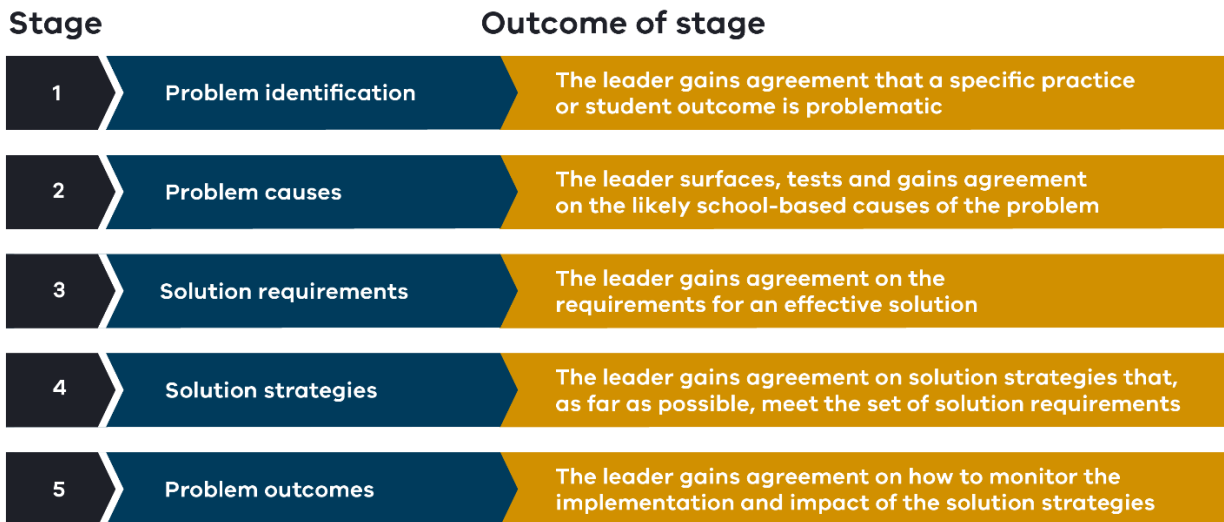 Stage Outcome of stage
1 Problem identification The leader gains agreement that a specific practice
or student outcome is problematic
2 Problem causes The leader surfaces, tests and gains agreement
on the likely school-based causes of the problem
3 Solution requirements The leader gains agreement on the
requirements for an effective solution
4 Solution strategies The leader gains agreement on solution strategies that,
as far as possible, meet the set of solution requirements
5 Problem outcomes The leader gains agreement on how to monitor the
implementation and impact of the solution strategies